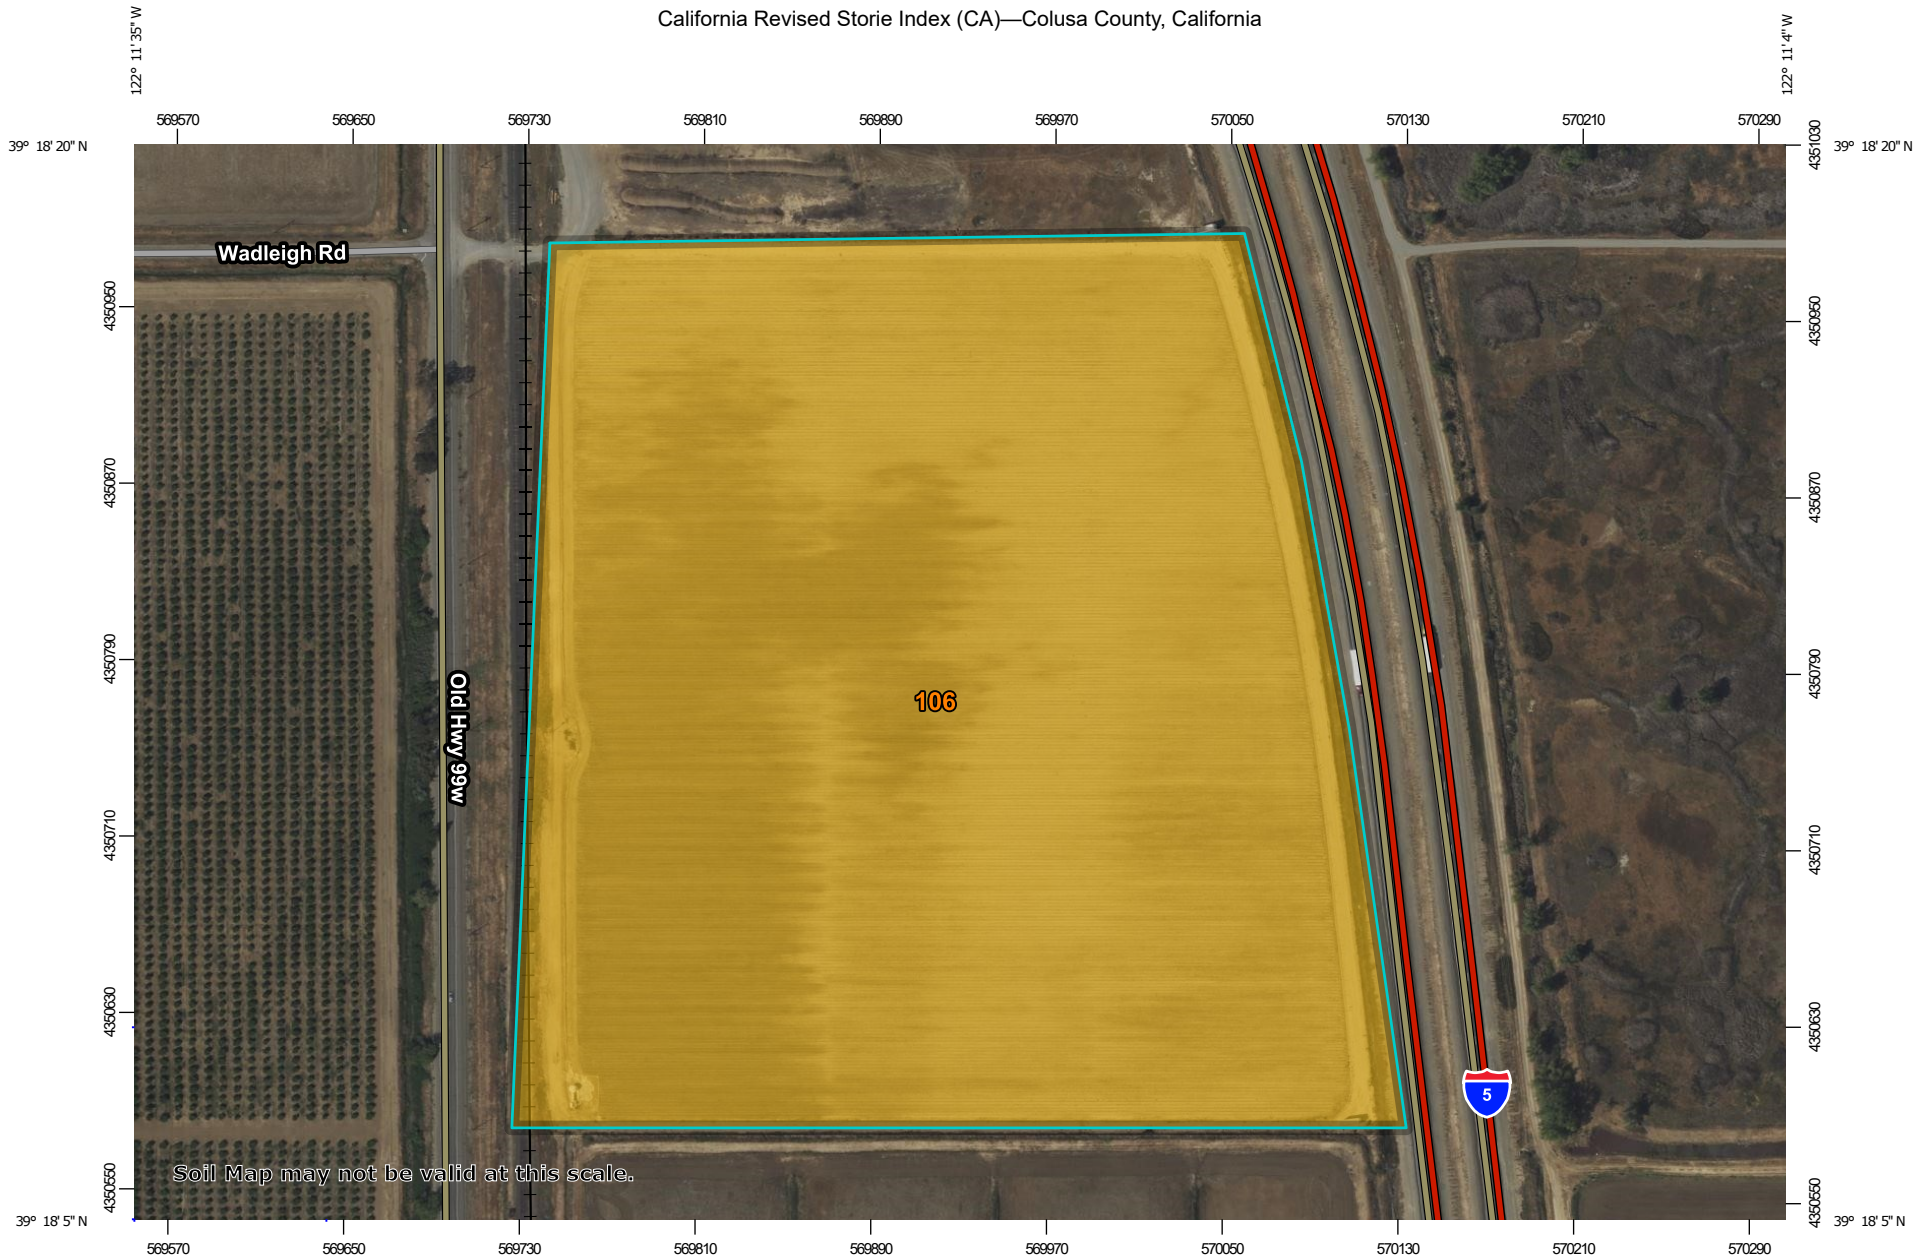 California Revised Storie Index (CA)—Colusa County, California
122° 11' 35" W
122° 11' 4" W
569570 569650 569730 569810 569890 569970 570050 570130 570210 570290
39° 18' 20" N
39° 18' 20" N
4351030
4350950
4350950
4350870
4350870
4350790
4350790
4350710
4350710
4350630
4350630
4350550
4350550
Wadleigh Rd
Old Hwy 99w
106
5
Soil Map may not be valid at this scale.
39° 18' 5" N
39° 18' 5" N
569570 569650 569730 569810 569890 569970 570050 570130 570210 570290